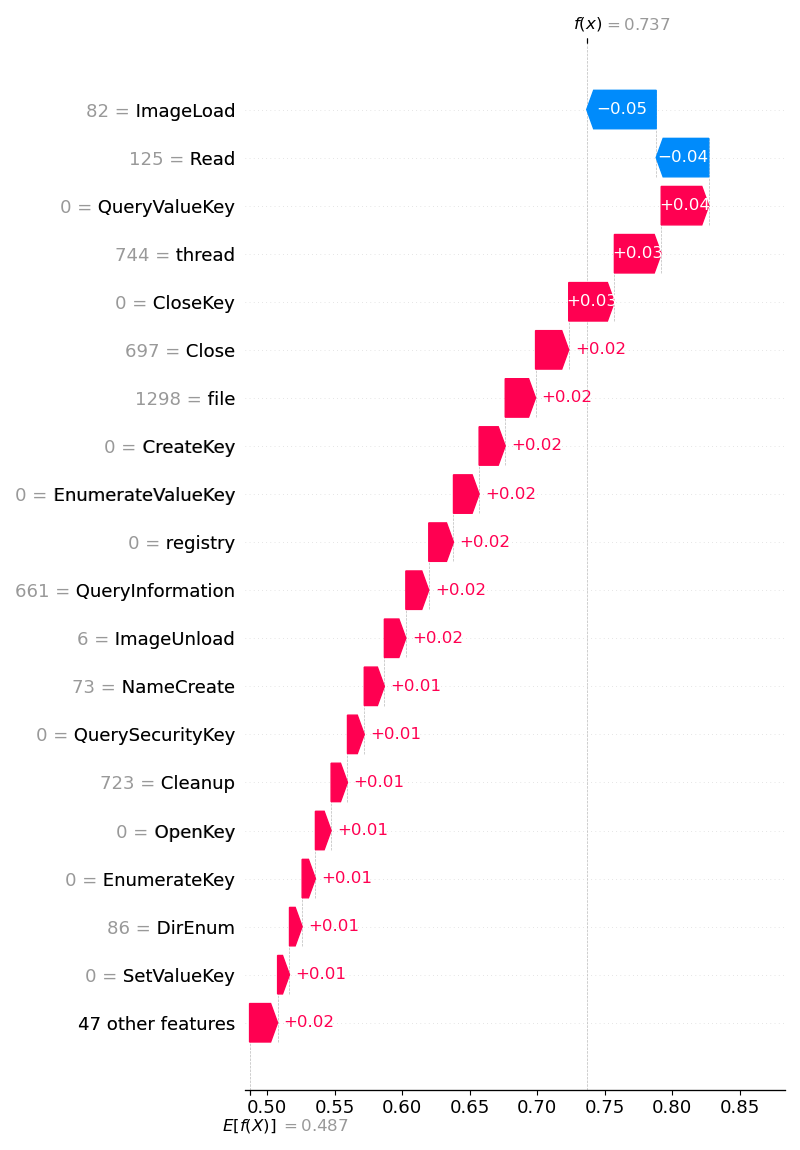 f(x) = 0.737
82 = ImageLoad −0.05
125 = Read −0.04
0 = QueryValueKey +0.04
744 = thread +0.03
0 = CloseKey +0.03
697 = Close +0.02
1298 = file +0.02
0 = CreateKey +0.02
0 = EnumerateValueKey +0.02
0 = registry +0.02
661 = QueryInformation +0.02
6 = ImageUnload +0.02
73 = NameCreate +0.01
0 = QuerySecurityKey +0.01
723 = Cleanup +0.01
0 = OpenKey +0.01
0 = EnumerateKey +0.01
86 = DirEnum +0.01
0 = SetValueKey +0.01
47 other features +0.02
0.50 0.55 0.60 0.65 0.70 0.75 0.80 0.85
E[f(X)] = 0.487